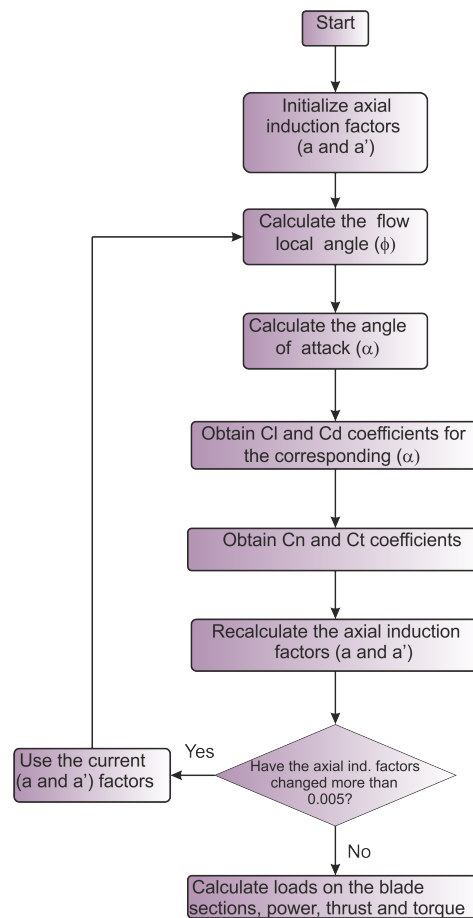 Start
Initialize axial
induction factors
(a and a’)
Calculate the flow
local angle (ϕ)
Calculate the angle
of attack (α)
Obtain Cl and Cd coefficients for
the corresponding (α)
Obtain Cn and Ct coefficients
Recalculate the axial induction
factors (a and a’)
Have the axial ind. factors
changed more than
0.005?
Yes
Use the current
(a and a’) factors
No
Calculate loads on the blade
sections, power, thrust and torque